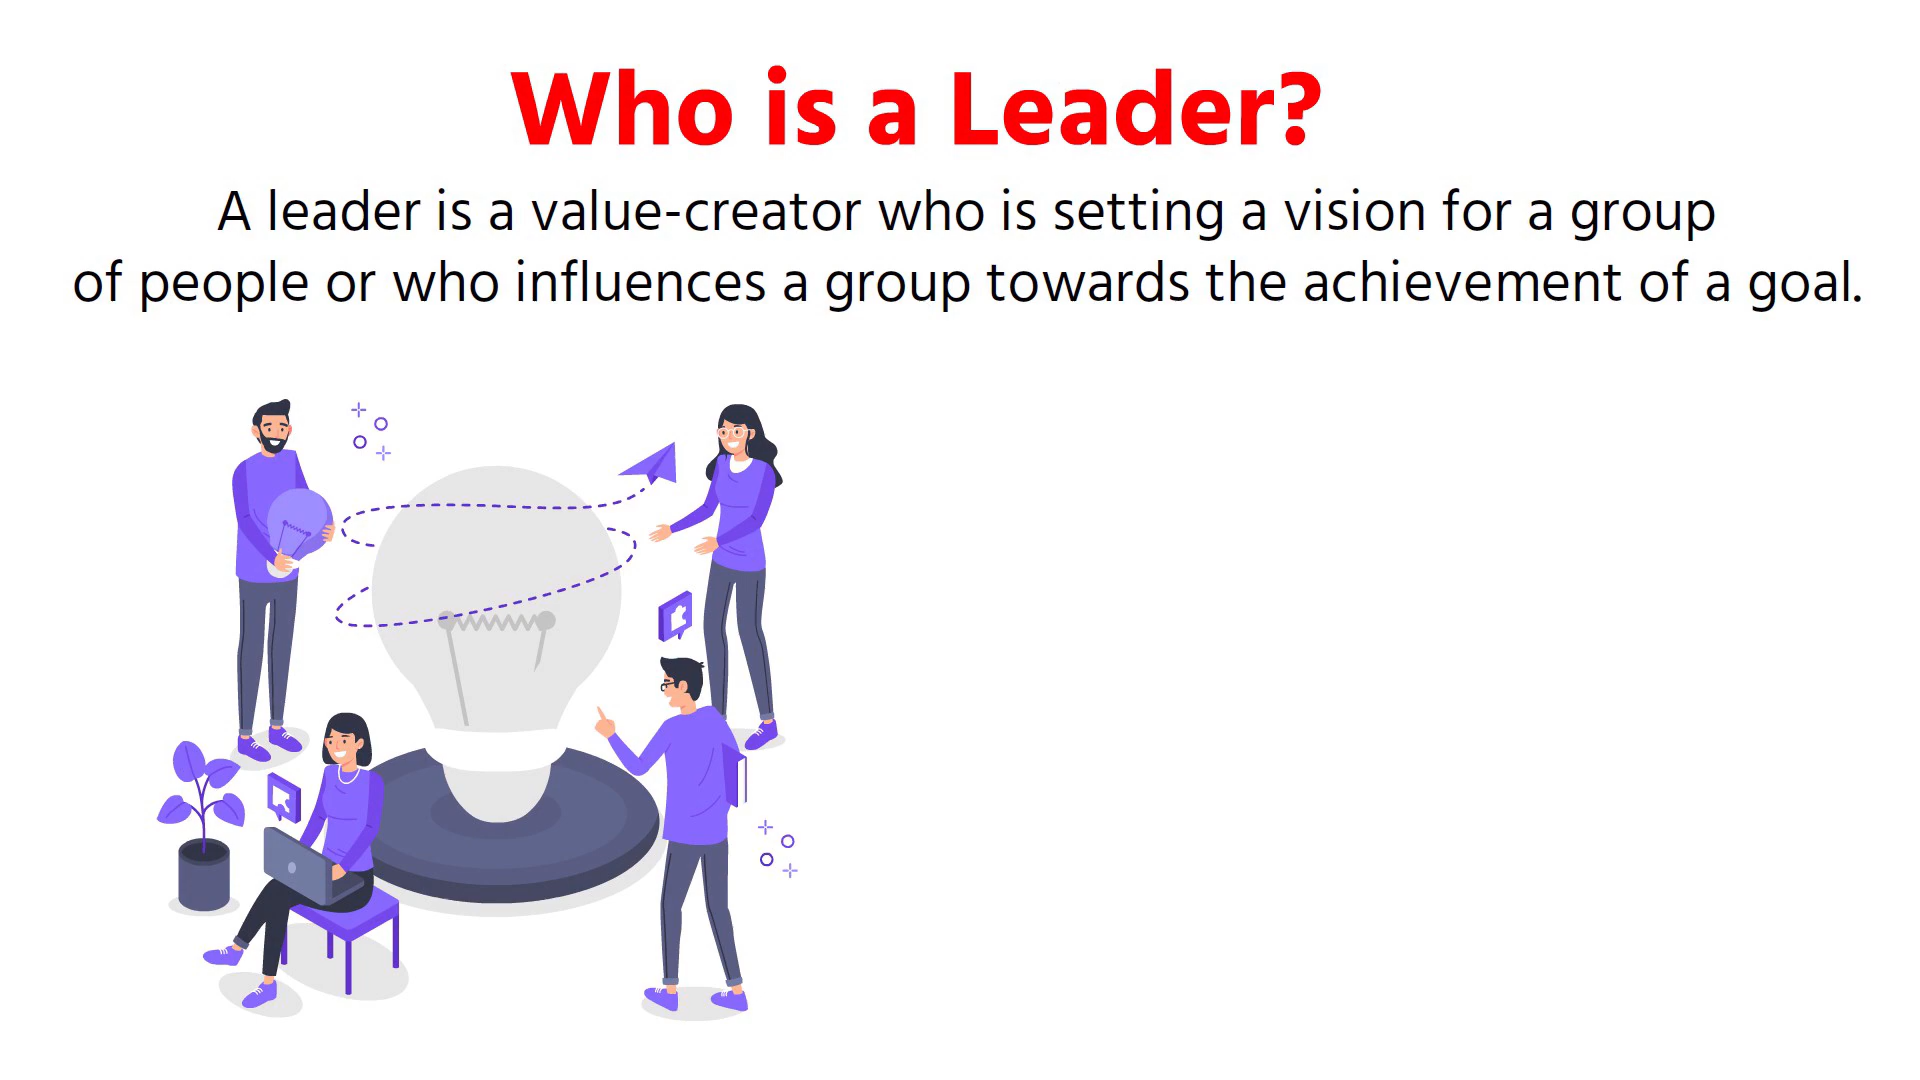 Who is a Leader?
A leader is a value-creator who is setting a vision for a group
of people or who influences a group towards the achievement of a goal.